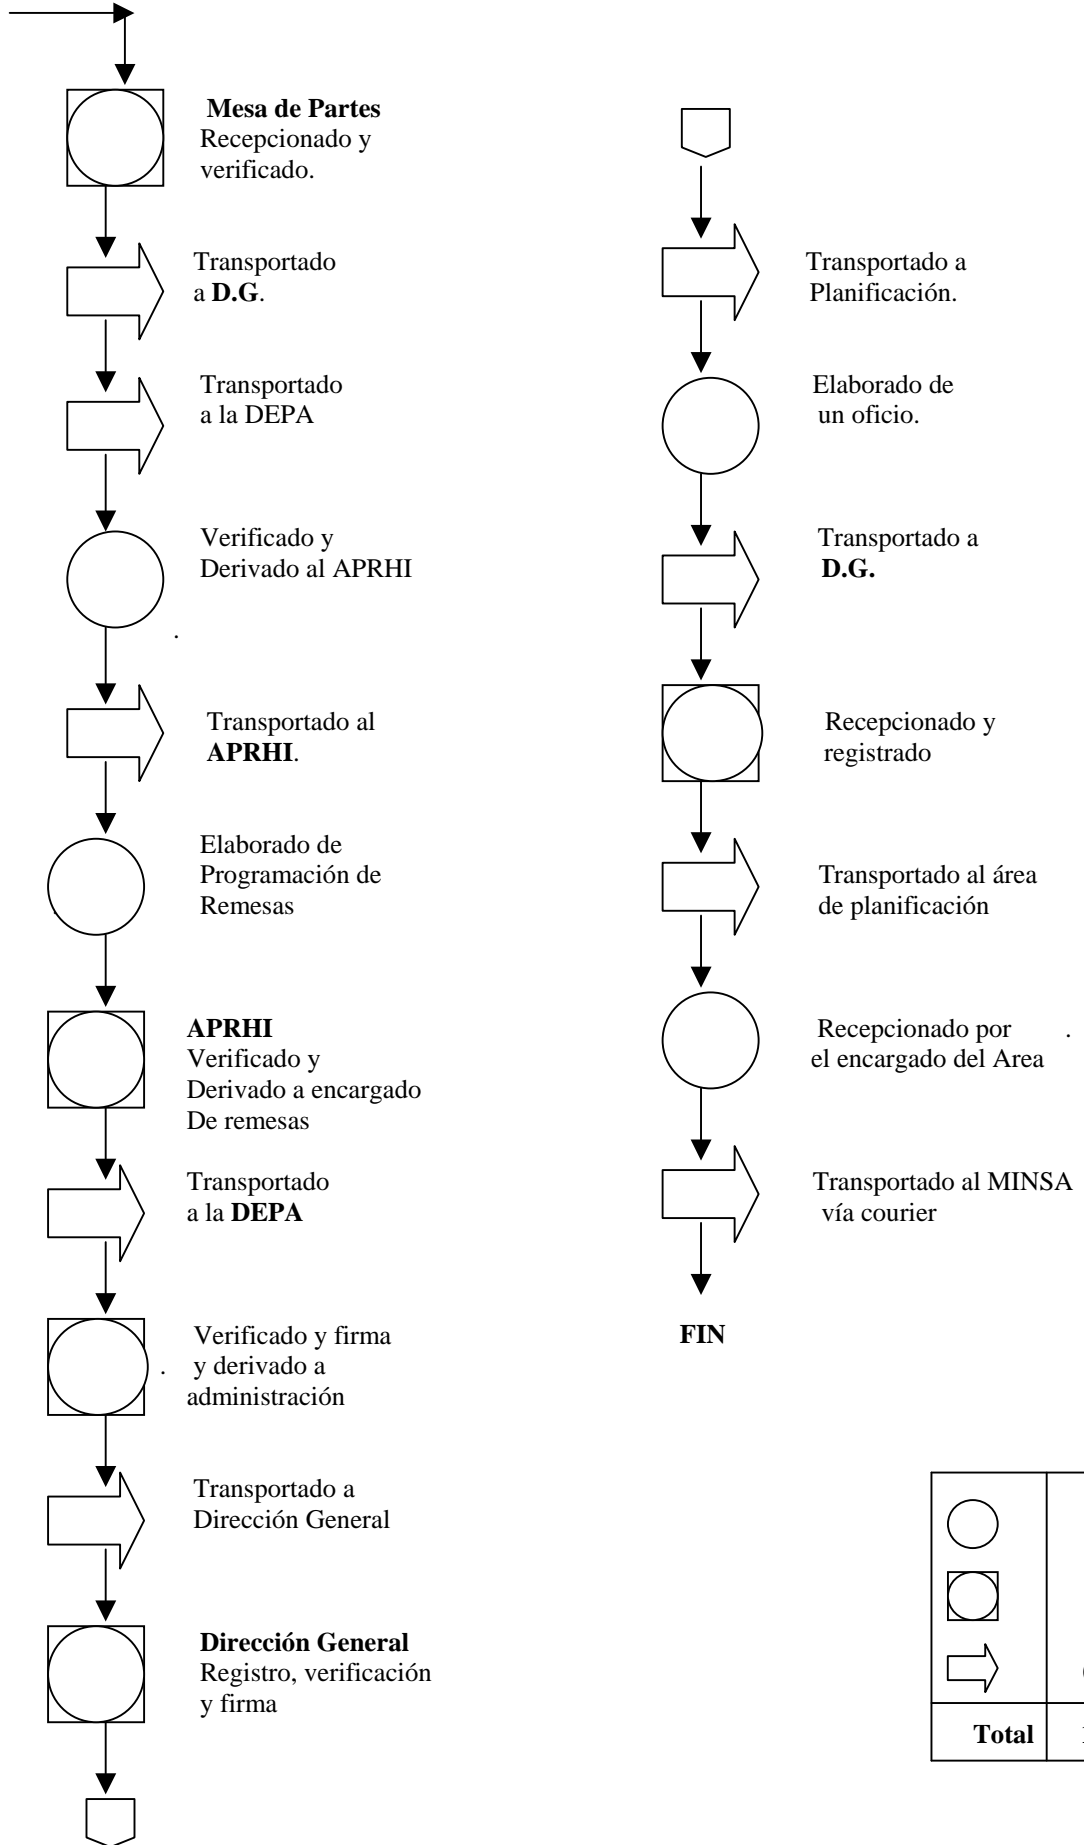 Mesa de Partes
Recepcionado y
verificado.
Transportado
a D.G.
Transportado
a la DEPA
Verificado y
Derivado al APRHI
.
Transportado al
APRHI.
Elaborado de
Programación de
Remesas
APRHI
Verificado y
Derivado a encargado
De remesas
Transportado
a la DEPA
Verificado y firma
. y derivado a
administración
Transportado a
Dirección General
Dirección General
Registro, verificación
y firma
Transportado a
Planificación.
Elaborado de
un oficio.
Transportado a
D.G.
Recepcionado y
registrado
Transportado al área
de planificación
Recepcionado por .
el encargado del Area
Transportado al MINSA
vía courier
FIN
Total